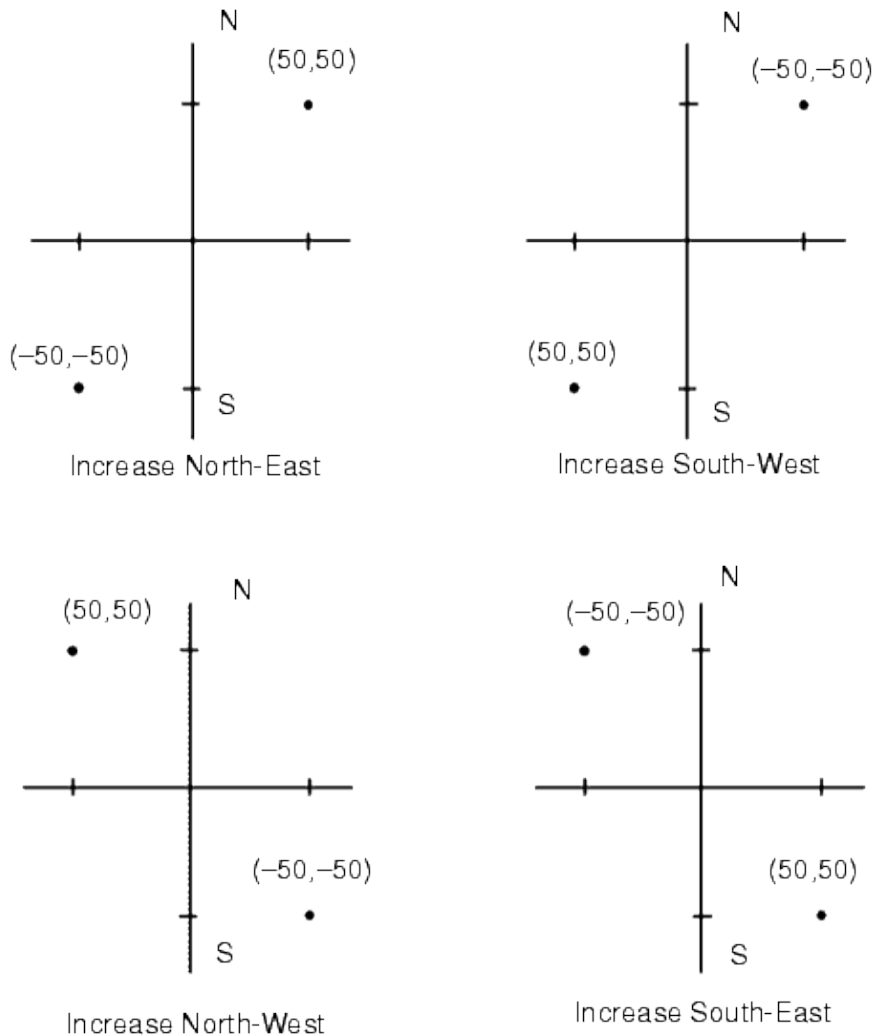 N
(50,50)
(–50,–50)
S
Increase North-East
N
(–50,–50)
(50,50)
S
Increase South-West
N
(50,50)
(–50,–50)
S
Increase North-West
N
(–50,–50)
(50,50)
S
Increase South-East